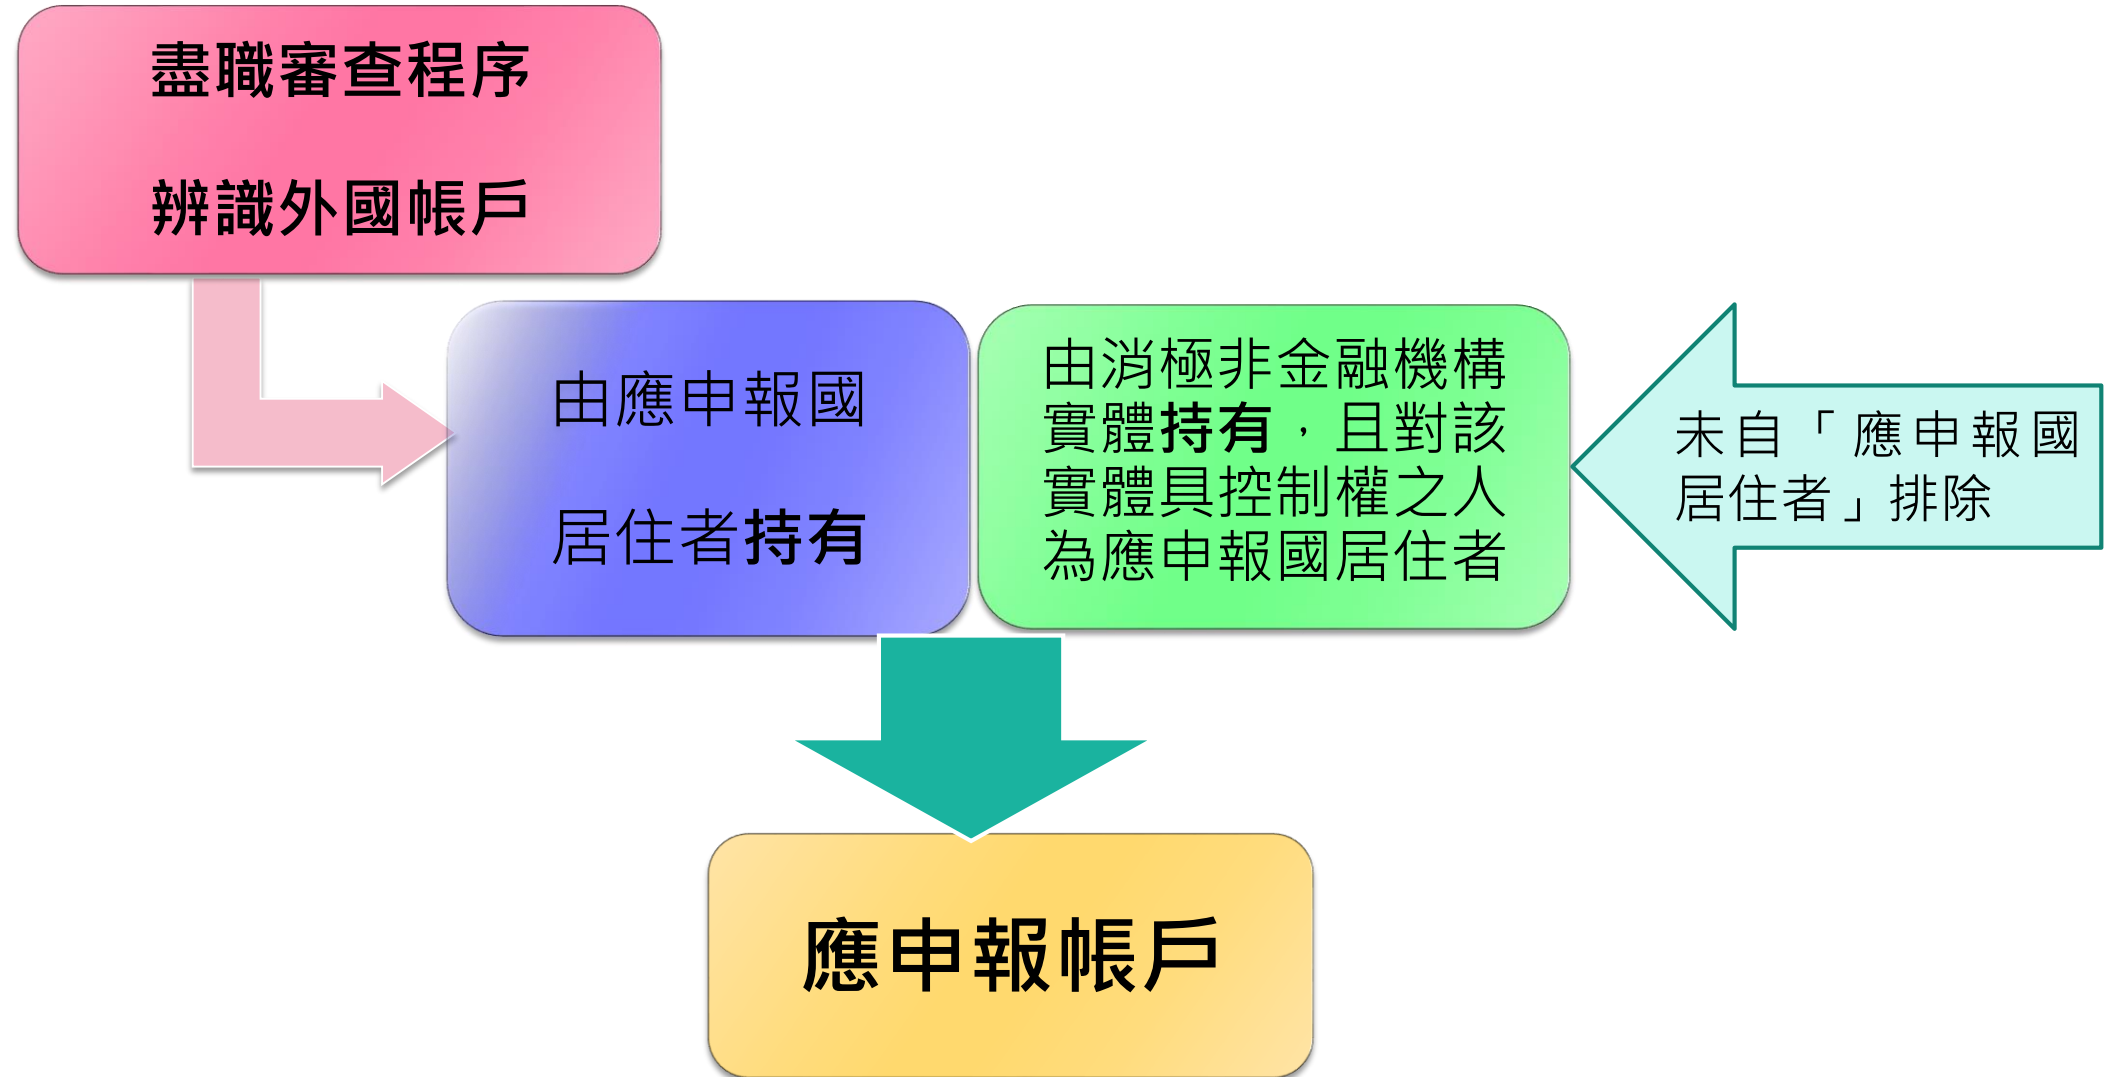 盡職審查程序
辨識外國帳戶
由應申報國
居住者持有
由消極非金融機構
實體持有，且對該
實體具控制權之人
為應申報國居住者
未自「應申報國
居住者」排除
應申報帳戶